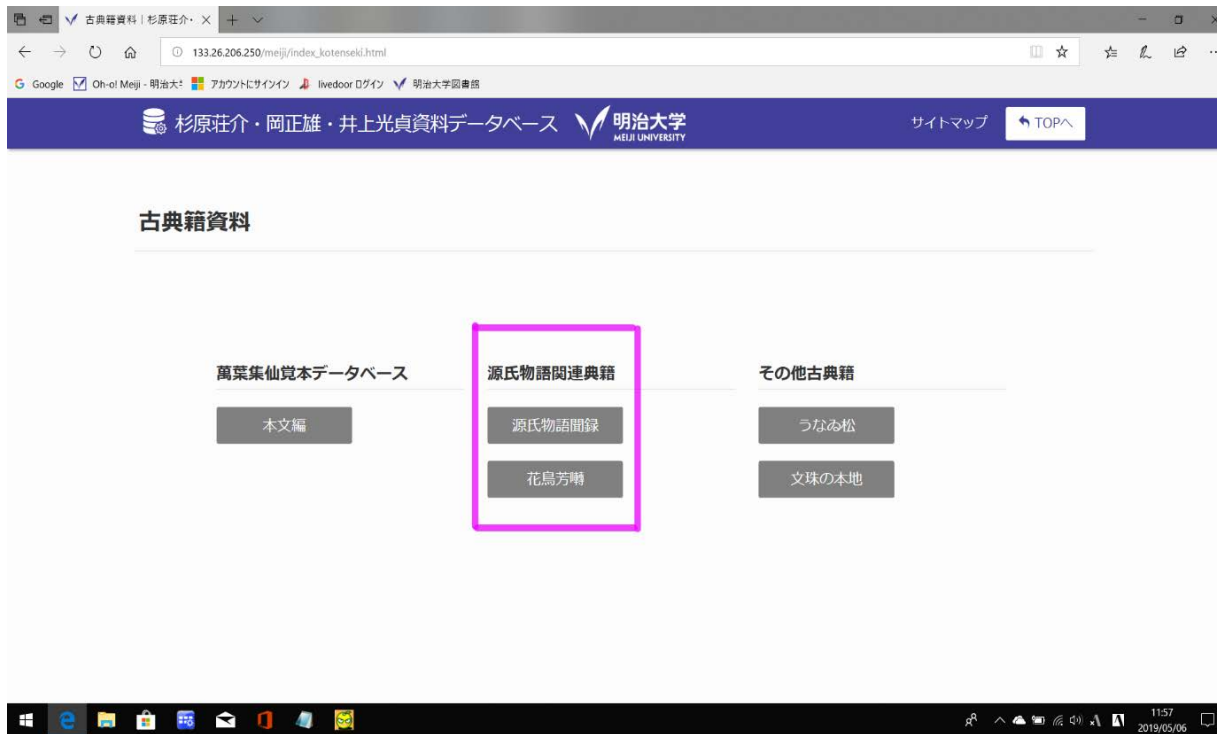 古典籍資料 | 杉原荘介・
133.26.206.250/meiji/index_kotenseki.html
Google Oh-o! Meiji - 明治大 アカウントにサインイン livedoor ログイン 明治大学図書館
杉原荘介・岡正雄・井上光貞資料データベース 明治大学 サイトマップ TOPへ
MEIJI UNIVERSITY
古典籍資料
萬葉集仙覚本データベース 源氏物語関連典籍 その他古典籍
本文編 源氏物語聞録 うなゐ松
花鳥芳囀 文珠の本地
11:57
2019/05/06